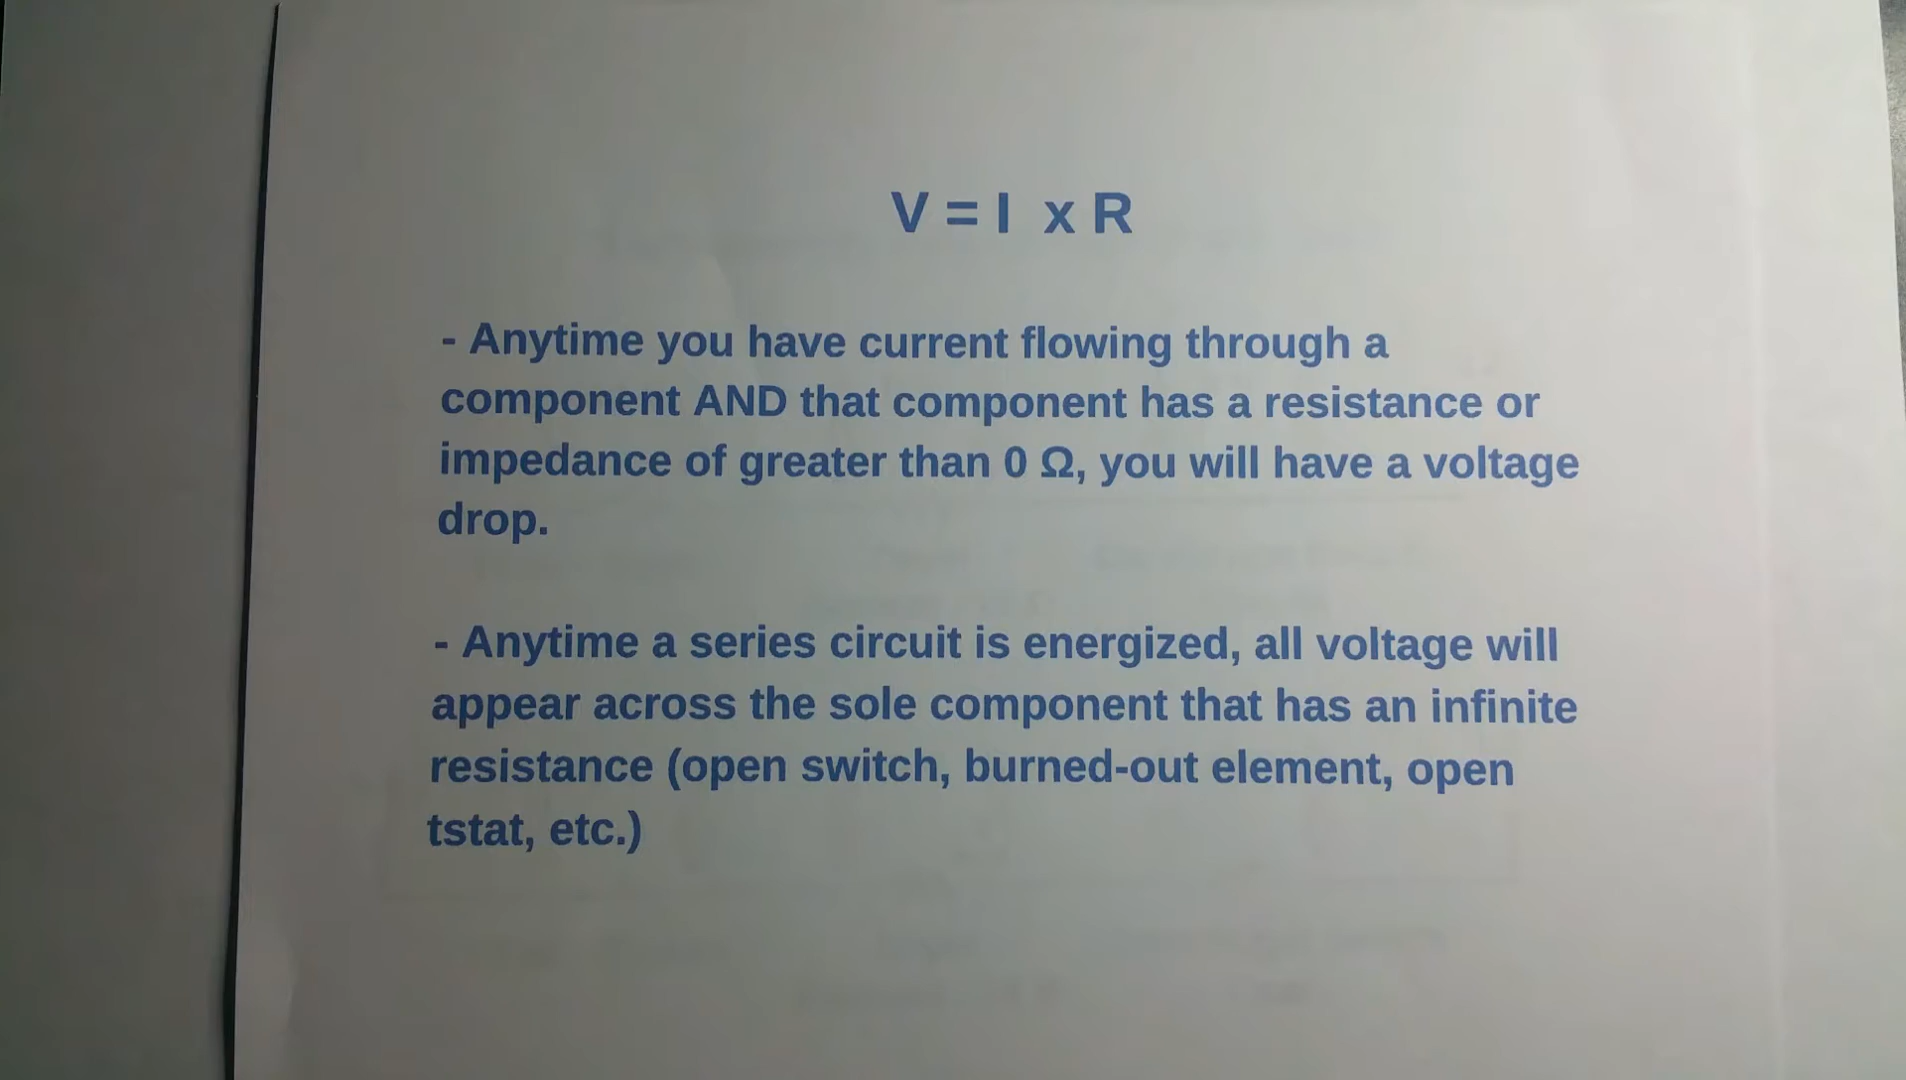 V = I x R
- Anytime you have current flowing through a
component AND that component has a resistance or
impedance of greater than 0 Ω, you will have a voltage
drop.
- Anytime a series circuit is energized, all voltage will
appear across the sole component that has an infinite
resistance (open switch, burned-out element, open
tstat, etc.)